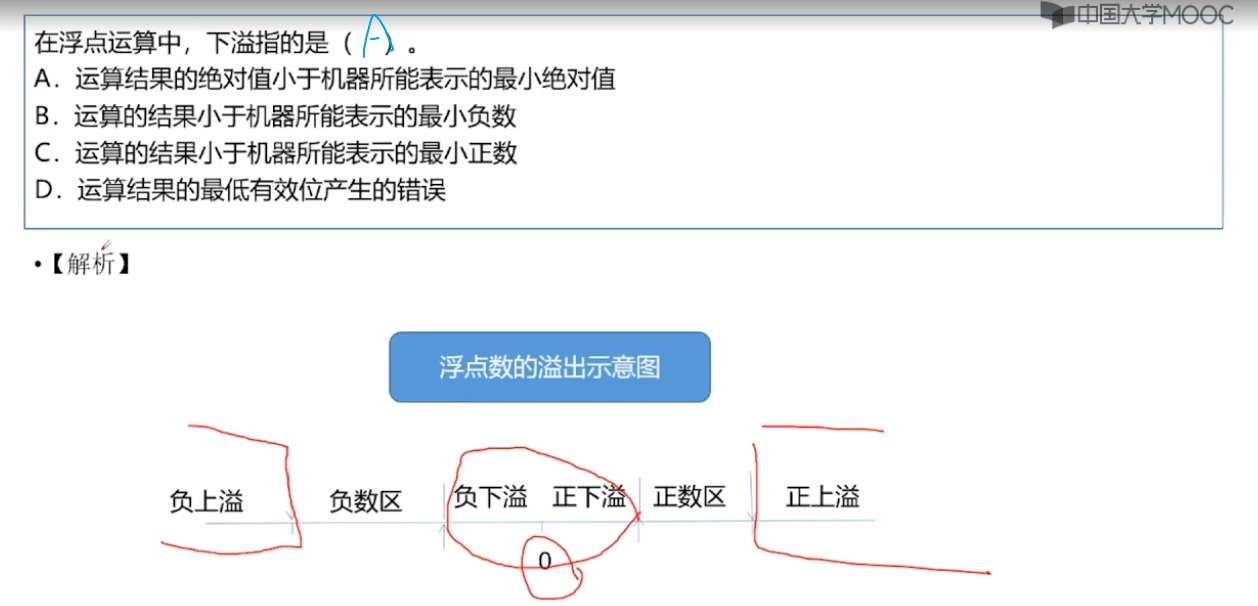 中国大学MOOC
在浮点运算中，下溢指的是（ A ）。
A．运算结果的绝对值小于机器所能表示的最小绝对值
B．运算的结果小于机器所能表示的最小负数
C．运算的结果小于机器所能表示的最小正数
D．运算结果的最低有效位产生的错误
•【解析】
浮点数的溢出示意图
负上溢 负数区 负下溢 正下溢 正数区 正上溢
0